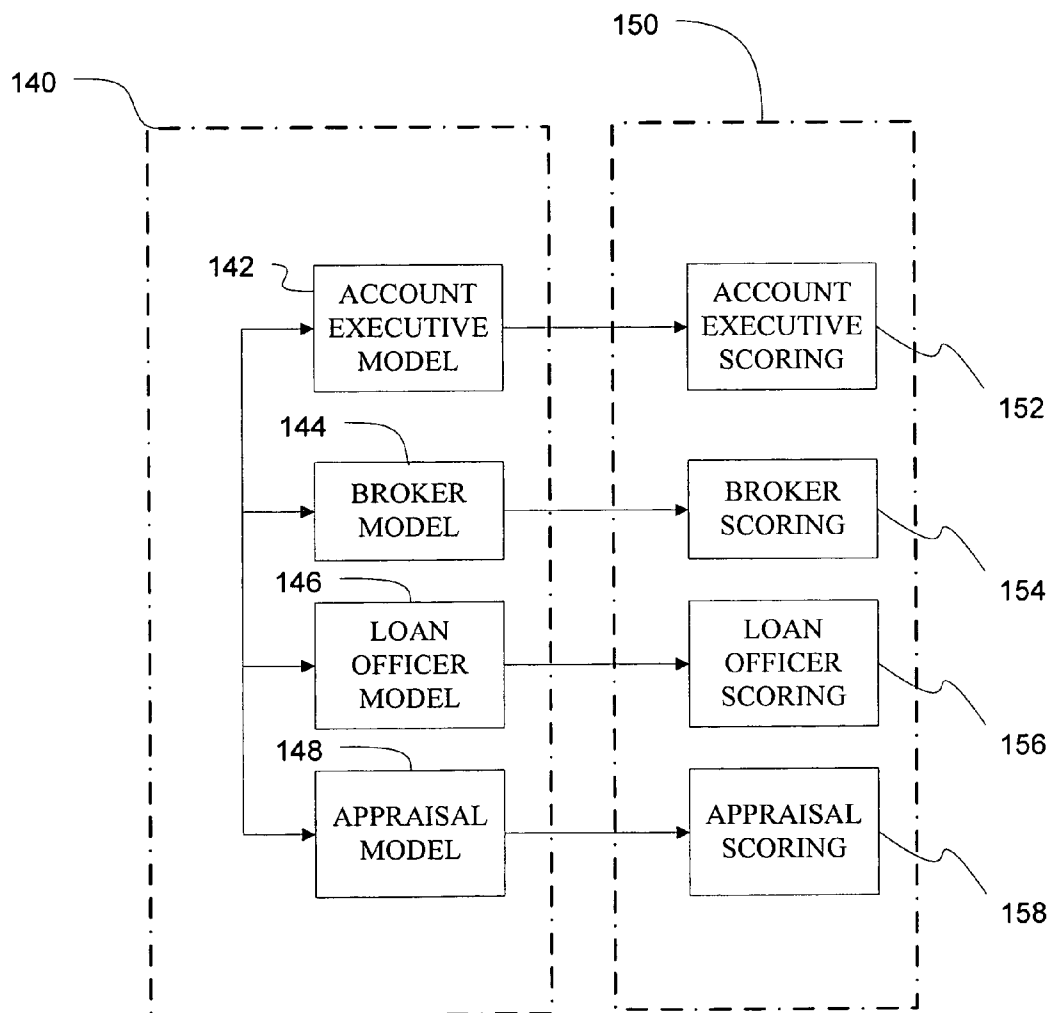 150
140
142
ACCOUNT
EXECUTIVE
MODEL
ACCOUNT
EXECUTIVE
SCORING
152
144
BROKER
MODEL
BROKER
SCORING
154
146
LOAN
OFFICER
MODEL
LOAN
OFFICER
SCORING
156
148
APPRAISAL
MODEL
APPRAISAL
SCORING
158